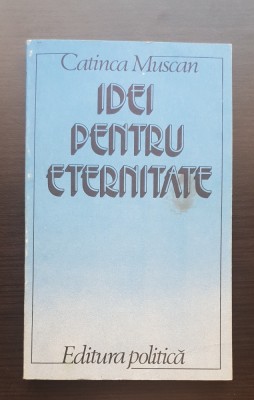 Catinca Muscan
IDEI
PENTRU
ETERNITATE
Editura politică